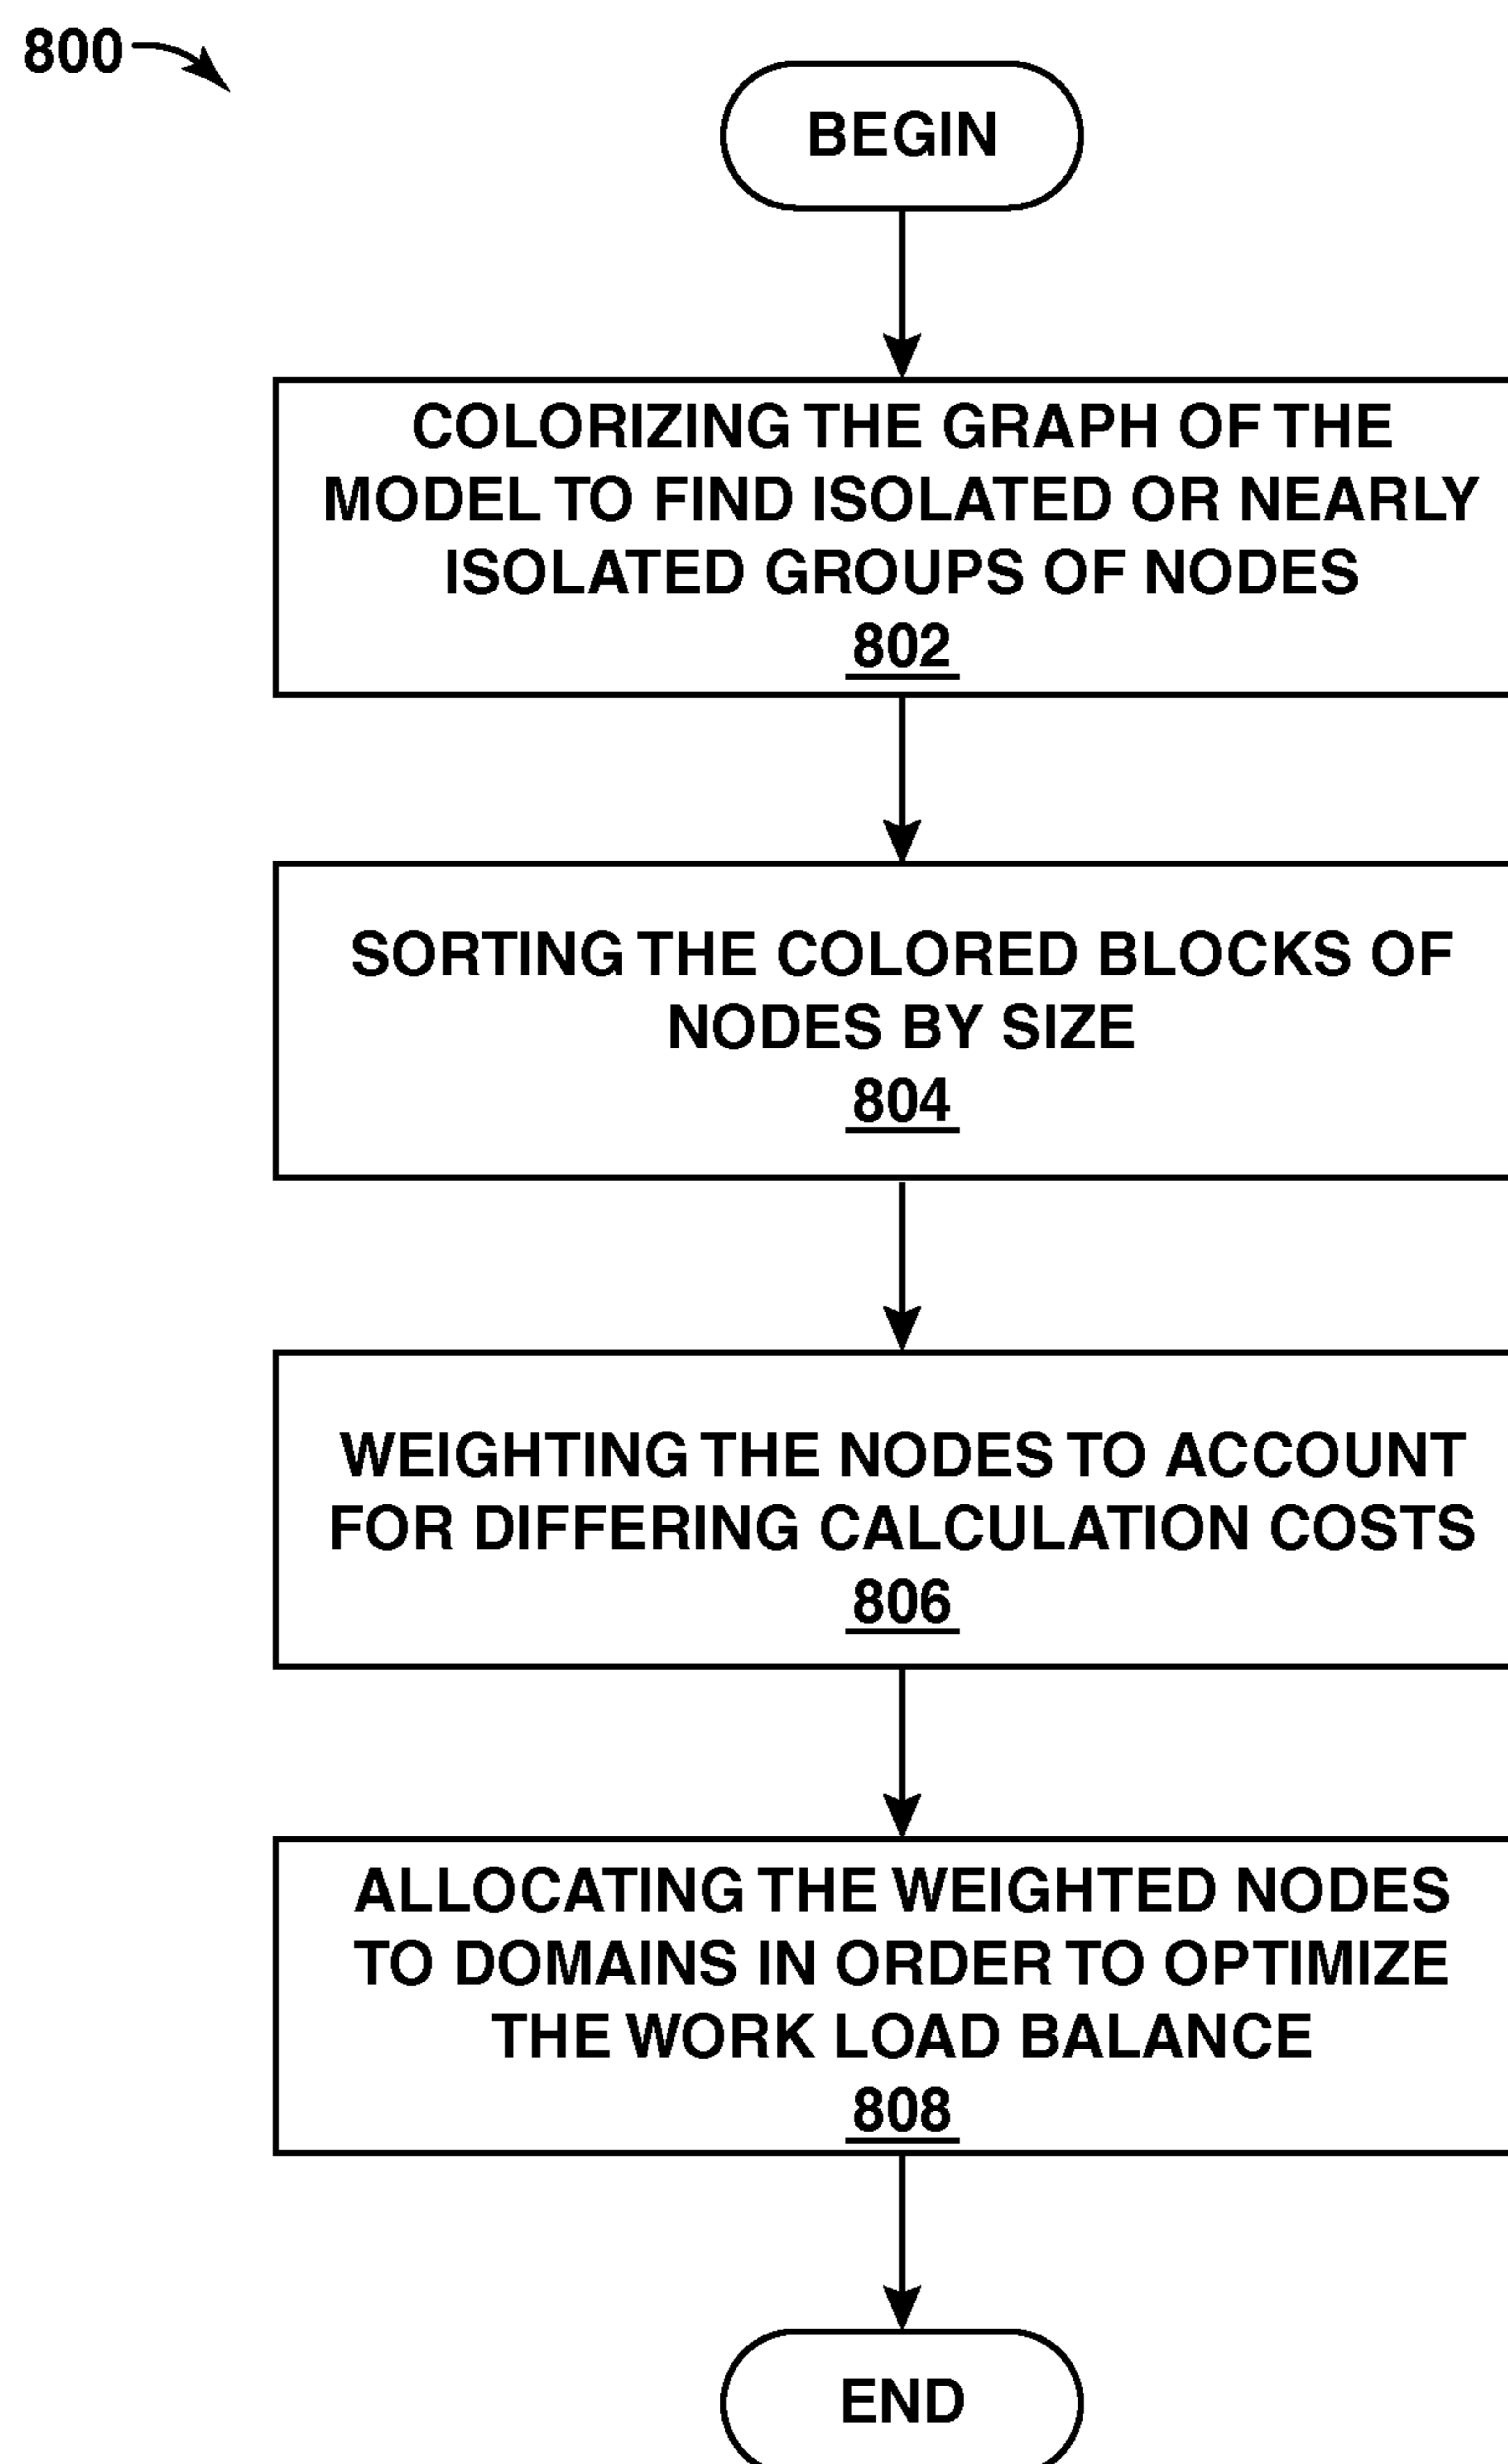 800
BEGIN
COLORIZING THE GRAPH OF THE
MODEL TO FIND ISOLATED OR NEARLY
ISOLATED GROUPS OF NODES
802
SORTING THE COLORED BLOCKS OF
NODES BY SIZE
804
WEIGHTING THE NODES TO ACCOUNT
FOR DIFFERING CALCULATION COSTS
806
ALLOCATING THE WEIGHTED NODES
TO DOMAINS IN ORDER TO OPTIMIZE
THE WORK LOAD BALANCE
808
END